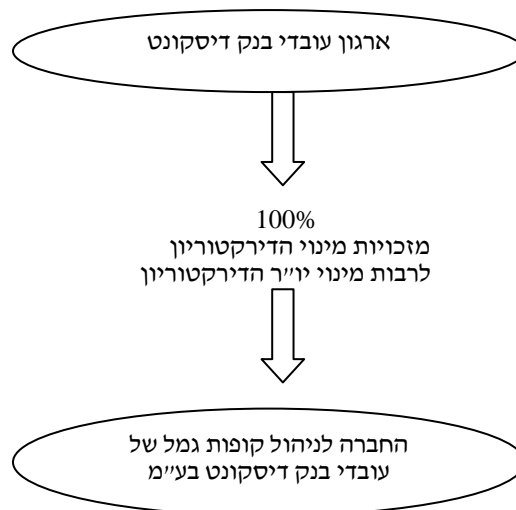 ארגון עובדי בנק דיסקונט
100%
מזכויות מינוי הדירקטוריון
לרבות מינוי יו״ר הדירקטוריון
החברה לניהול קופות גמל של
עובדי בנק דיסקונט בע״מ